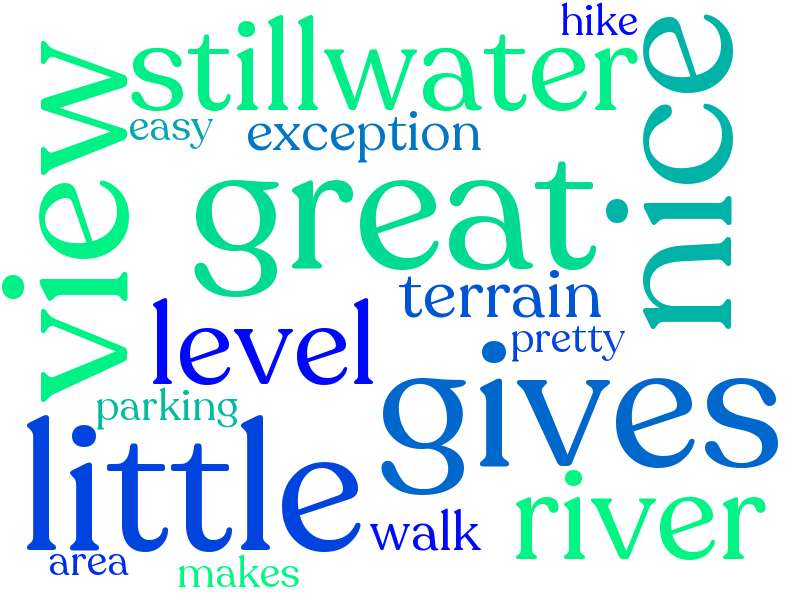 hike
stillwater
nice
view
easy
exception
great
terrain
level
pretty
gives
parking
little
river
walk
area
makes